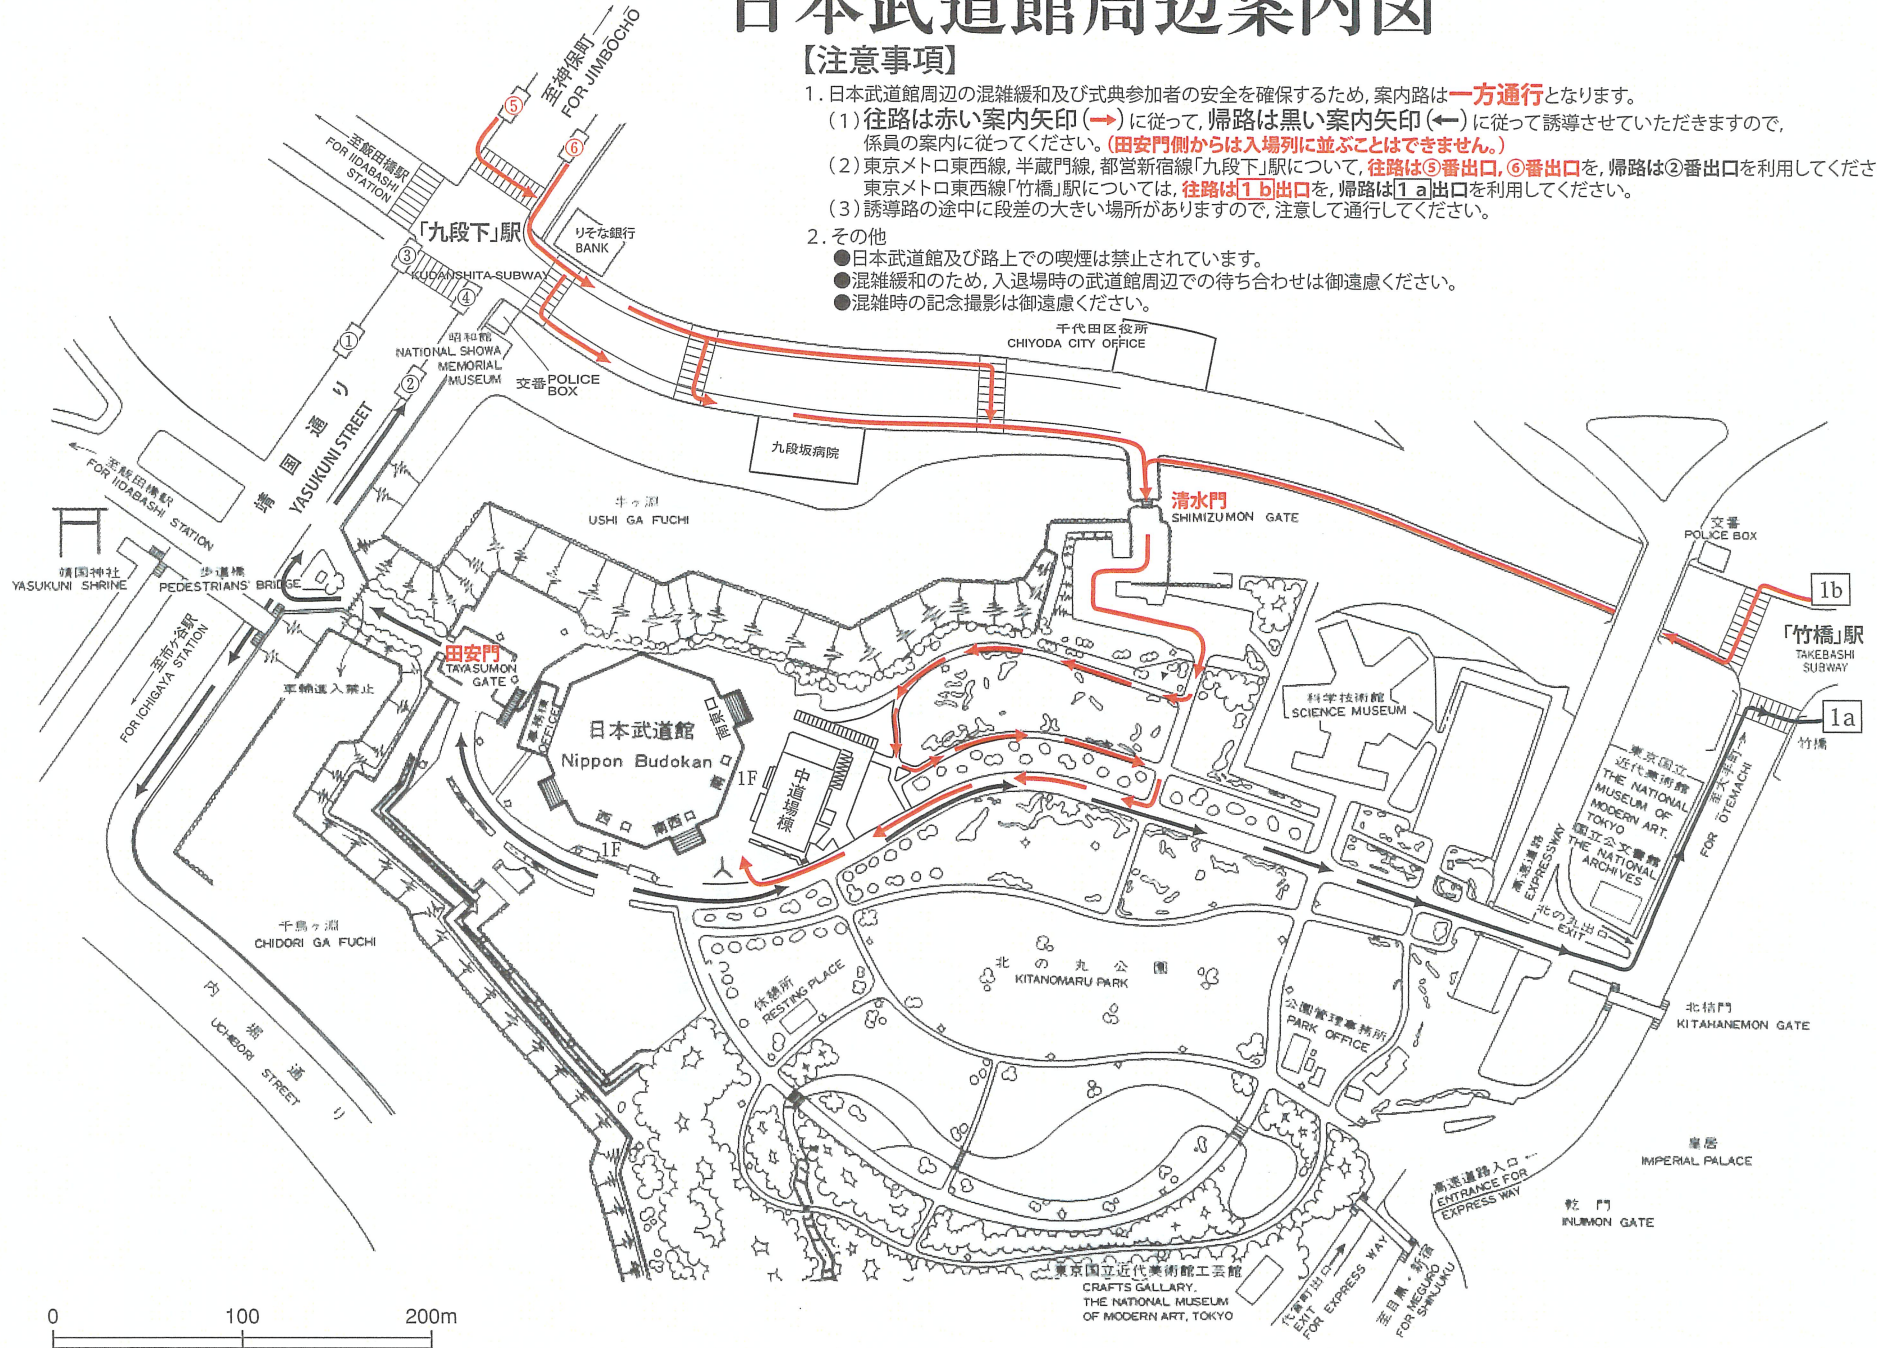 日本武道館周辺案内図
【注意事項】
1. 日本武道館周辺の混雑緩和及び式典参加者の安全を確保するため, 案内路は一方通行となります。
(1) 往路は赤い案内矢印(→)に従って, 帰路は黒い案内矢印(←)に従って誘導させていただきますので,
係員の案内に従ってください。(田安門側からは入場列に並ぶことはできません。)
(2) 東京メトロ東西線, 半蔵門線, 都営新宿線「九段下」駅について, 往路は⑤番出口, ⑥番出口を, 帰路は②番出口を利用してくださ
東京メトロ東西線「竹橋」駅については, 往路は1b出口を, 帰路は1a出口を利用してください。
(3) 誘導路の途中に段差の大きい場所がありますので, 注意して通行してください。
2. その他
●日本武道館及び路上での喫煙は禁止されています。
●混雑緩和のため, 入退場時の武道館周辺での待ち合わせは御遠慮ください。
●混雑時の記念撮影は御遠慮ください。
至神保町→
FOR JIMBŌCHŌ
⑤
⑥
至飯田橋駅
FOR IIDABASHI
STATION
「九段下」駅
KUDANSHITA SUBWAY
りそな銀行
BANK
③
④
①
②
昭和館
NATIONAL SHOWA
MEMORIAL
MUSEUM
交番 POLICE
BOX
千代田区役所
CHIYODA CITY OFFICE
靖国通り
YASUKUNI STREET
九段坂病院
至飯田橋駅
FOR IIDABASHI STATION
牛ヶ淵
USHI GA FUCHI
清水門
SHIMIZUMON GATE
交番
POLICE BOX
靖国神社
YASUKUNI SHRINE
歩道橋
PEDESTRIANS' BRIDGE
1b
「竹橋」駅
TAKEBASHI
SUBWAY
1a
竹橋
←至市ヶ谷駅
FOR ICHIGAYA STATION
田安門
TAYASUMON
GATE
車輛進入禁止
事務棟
OFFICE
日本武道館
Nippon Budokan
南東口
南口
南西口
西口
1F
1F
中道場棟
科学技術館
SCIENCE MUSEUM
東京国立
近代美術館
THE NATIONAL
MUSEUM OF
MODERN ART,
TOKYO
国立公文書館
THE NATIONAL
ARCHIVES
至大手町→
FOR ŌTEMACHI
高速道路
EXPRESSWAY
北の丸出口
EXIT
千鳥ヶ淵
CHIDORI GA FUCHI
内堀通り
UCHIBORI STREET
休憩所
RESTING PLACE
北の丸公園
KITANOMARU PARK
公園管理事務所
PARK OFFICE
北桔門
KITAHANEMON GATE
皇居
IMPERIAL PALACE
高速道路入口←
ENTRANCE FOR
EXPRESS WAY
乾門
INUIMON GATE
東京国立近代美術館工芸館
CRAFTS GALLARY,
THE NATIONAL MUSEUM
OF MODERN ART, TOKYO
代官町出口→
EXIT
FOR EXPRESS WAY
至目黒・新宿
FOR MEGURO
SHINJUKU
0 100 200m